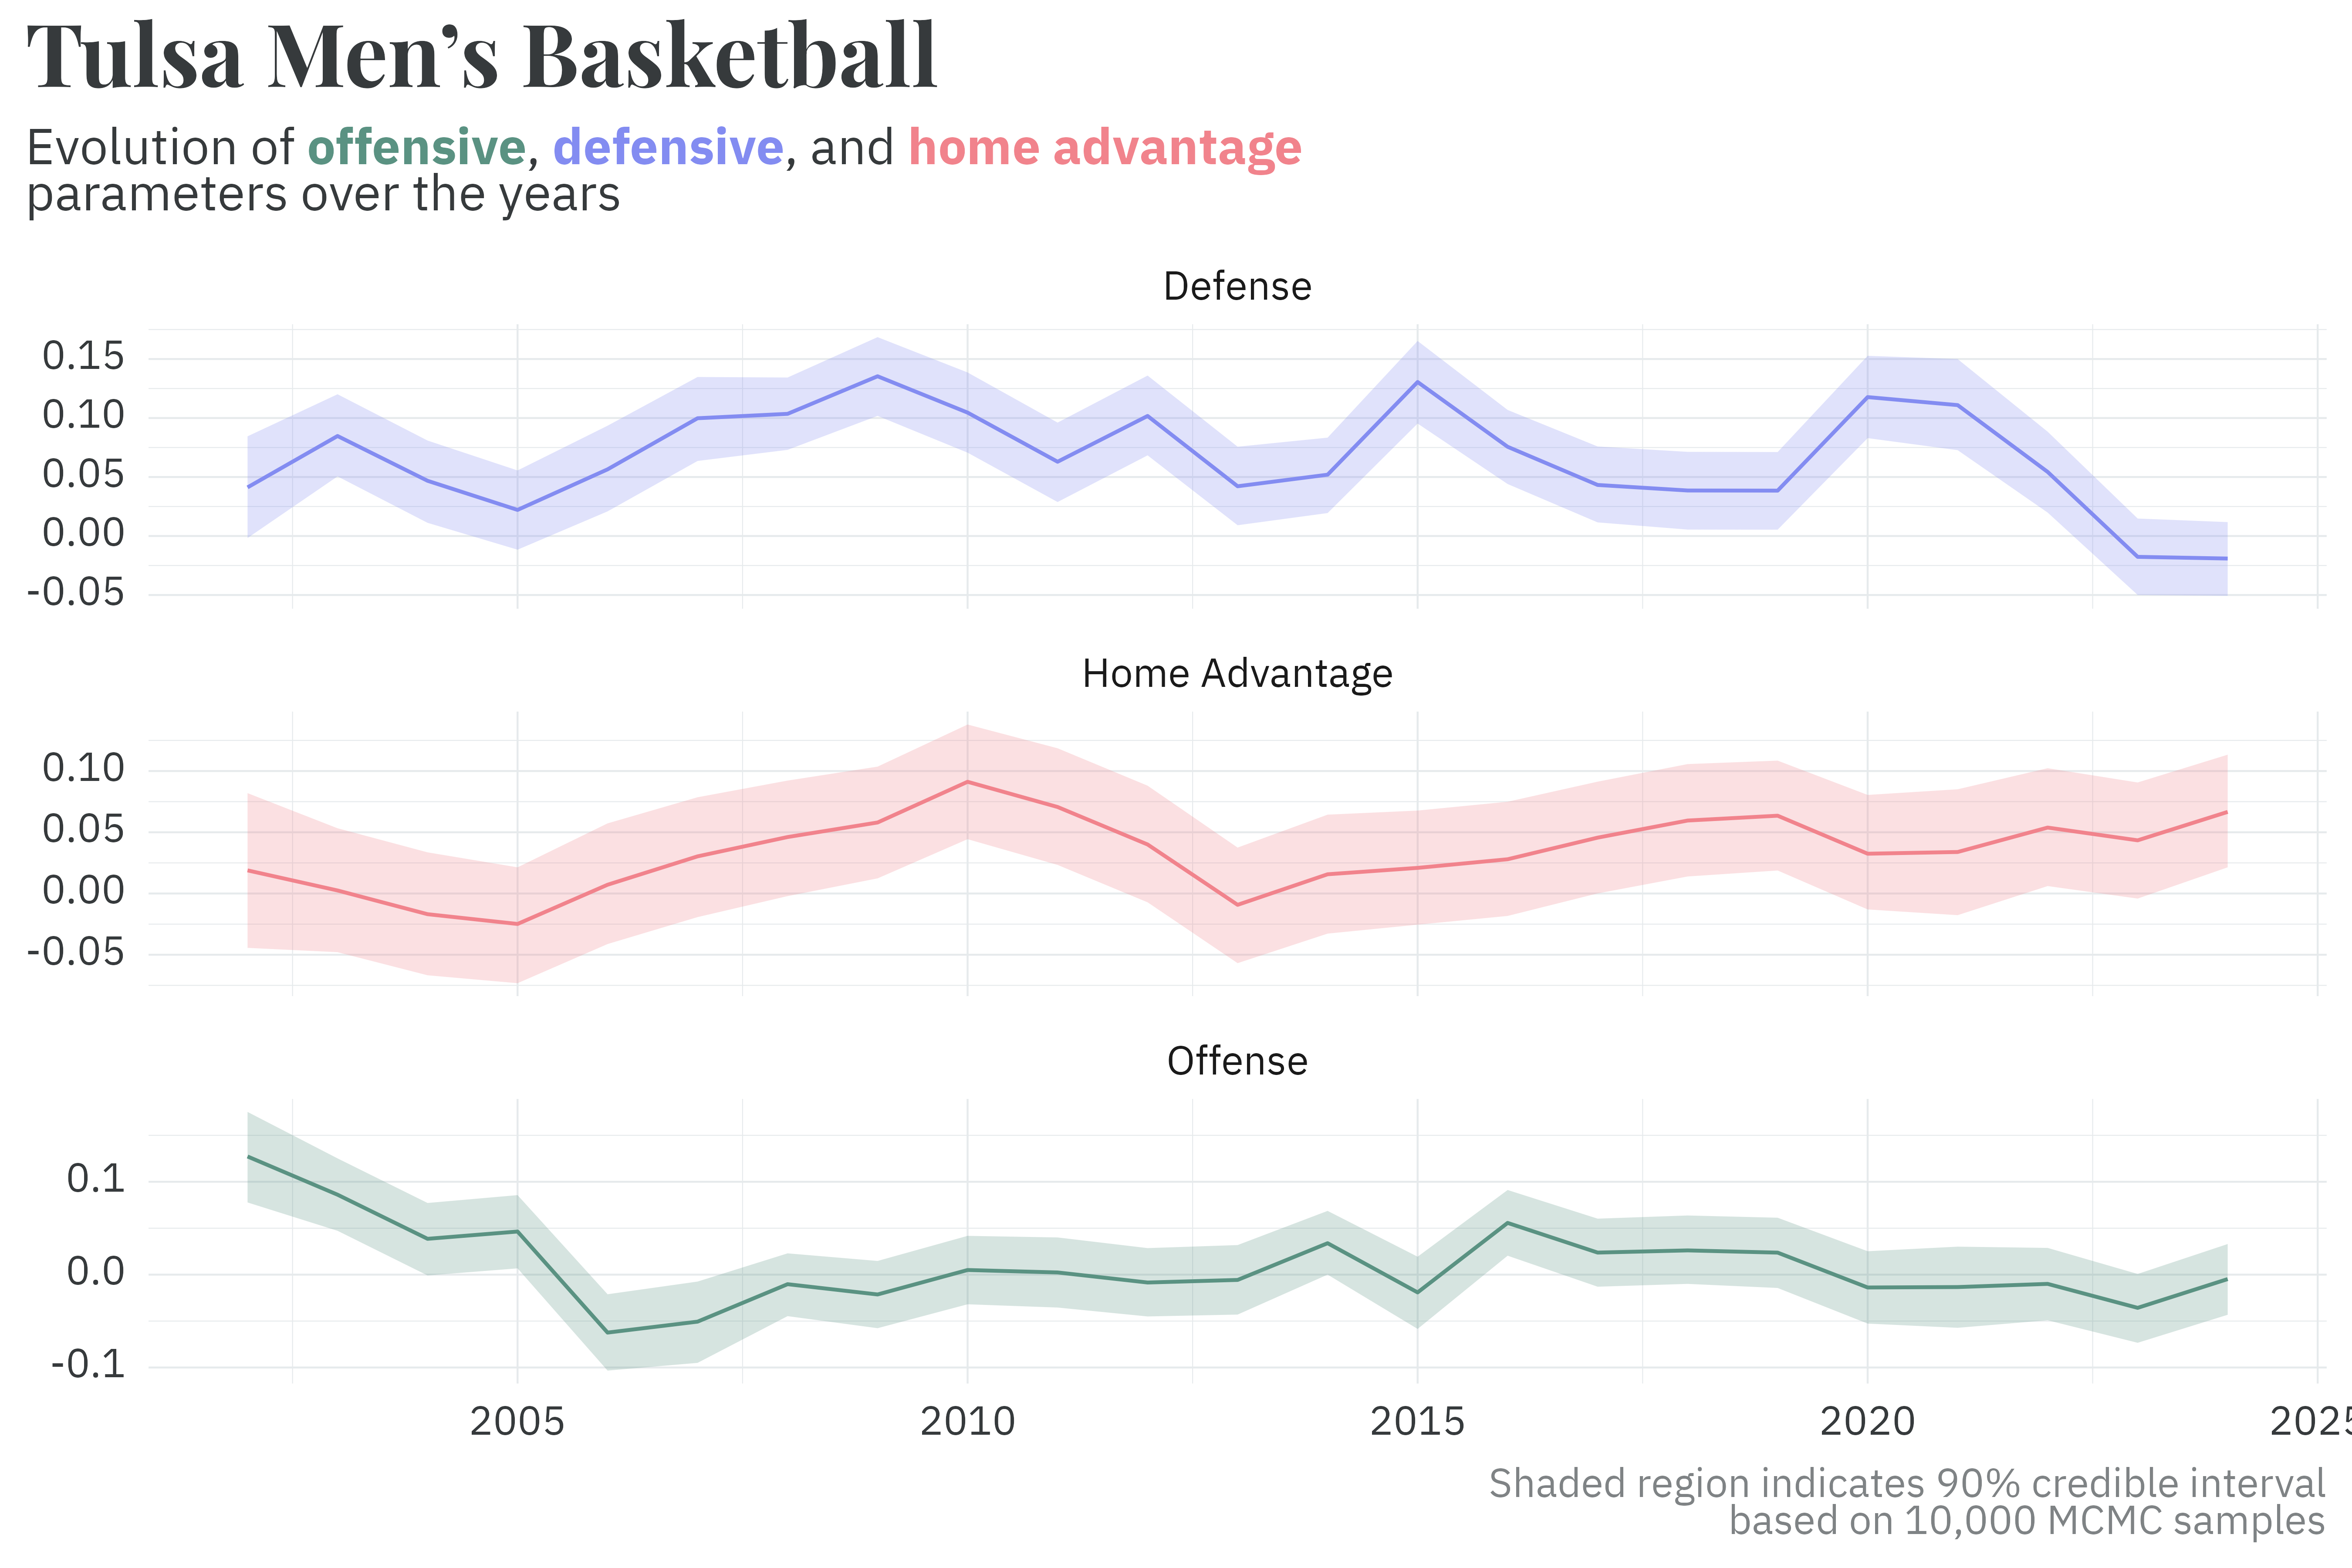 Tulsa Men’s Basketball
Evolution of offensive, defensive, and home advantage
parameters over the years
Defense
0.15
0.10
0.05
0.00
-0.05
Home Advantage
0.10
0.05
0.00
-0.05
Offense
0.1
0.0
-0.1
2005 2010 2015 2020 2025
Shaded region indicates 90% credible interval
based on 10,000 MCMC samples